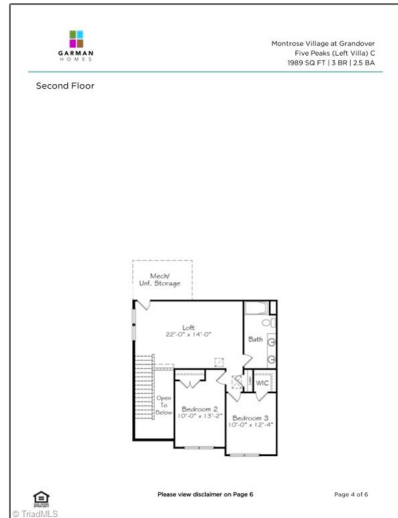 GARMAN
HOMES
Montrose Village at Grandover
Five Peaks (Left Villa) C
1989 SQ FT | 3 BR | 2.5 BA
Second Floor
Mech/
Unf. Storage
Loft
22'-0" x 14'-0"
Bath
WIC
Open
To
Below
Bedroom 2
10'-0" x 13'-2"
Bedroom 3
10'-0" x 12'-4"
Please view disclaimer on Page 6
Page 4 of 6
© TriadMLS